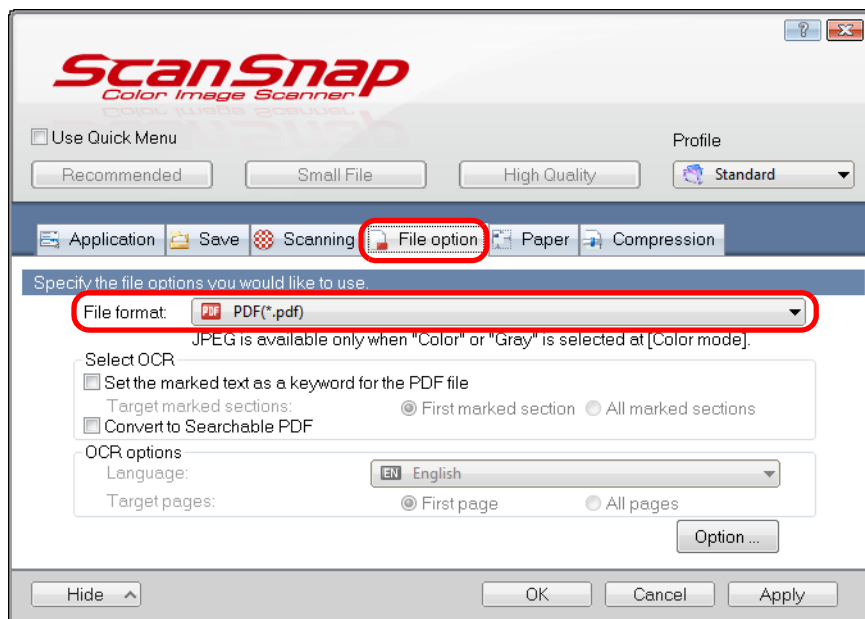 ScanSnap
Color Image Scanner
Use Quick Menu
Profile
Recommended Small File High Quality Standard
Application Save Scanning File option Paper Compression
Specify the file options you would like to use.
File format: PDF PDF(*.pdf)
JPEG is available only when "Color" or "Gray" is selected at [Color mode].
Select OCR
Set the marked text as a keyword for the PDF file
Target marked sections: First marked section All marked sections
Convert to Searchable PDF
OCR options
Language: EN English
Target pages: First page All pages
Option ...
Hide OK Cancel Apply